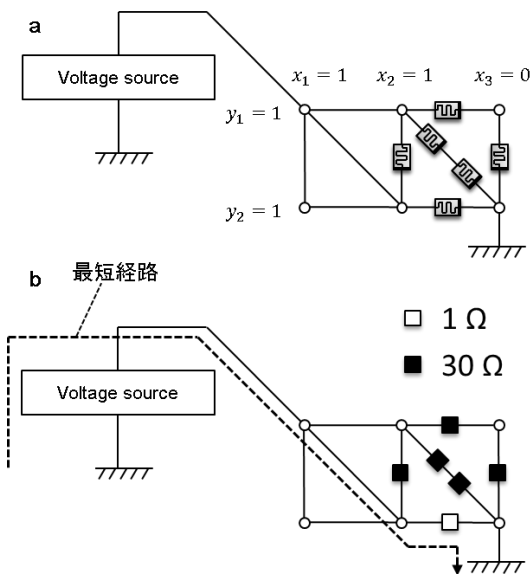 a
Voltage source
x₁ = 1 x₂ = 1 x₃ = 0
y₁ = 1
y₂ = 1
b
最短経路
Voltage source
1 Ω
30 Ω